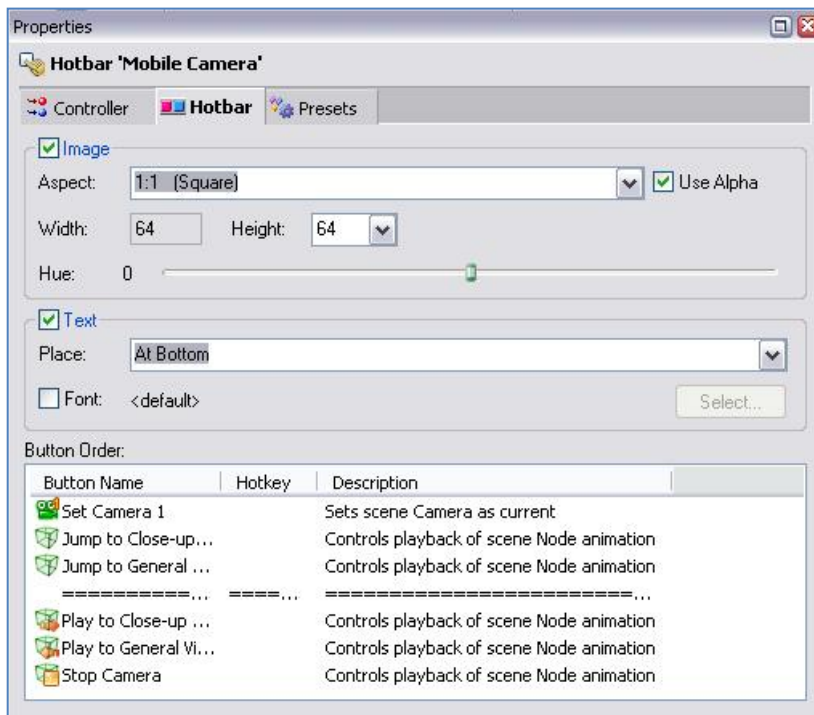 Properties
Hotbar 'Mobile Camera'
Controller Hotbar Presets
Image
Aspect: 1:1 (Square) Use Alpha
Width: 64 Height: 64
Hue: 0
Text
Place: At Bottom
Font: <default> Select...
Button Order:
Button Name Hotkey Description
Set Camera 1 Sets scene Camera as current
Jump to Close-up... Controls playback of scene Node animation
Jump to General ... Controls playback of scene Node animation
==========... ====... =========================...
Play to Close-up ... Controls playback of scene Node animation
Play to General Vi... Controls playback of scene Node animation
Stop Camera Controls playback of scene Node animation